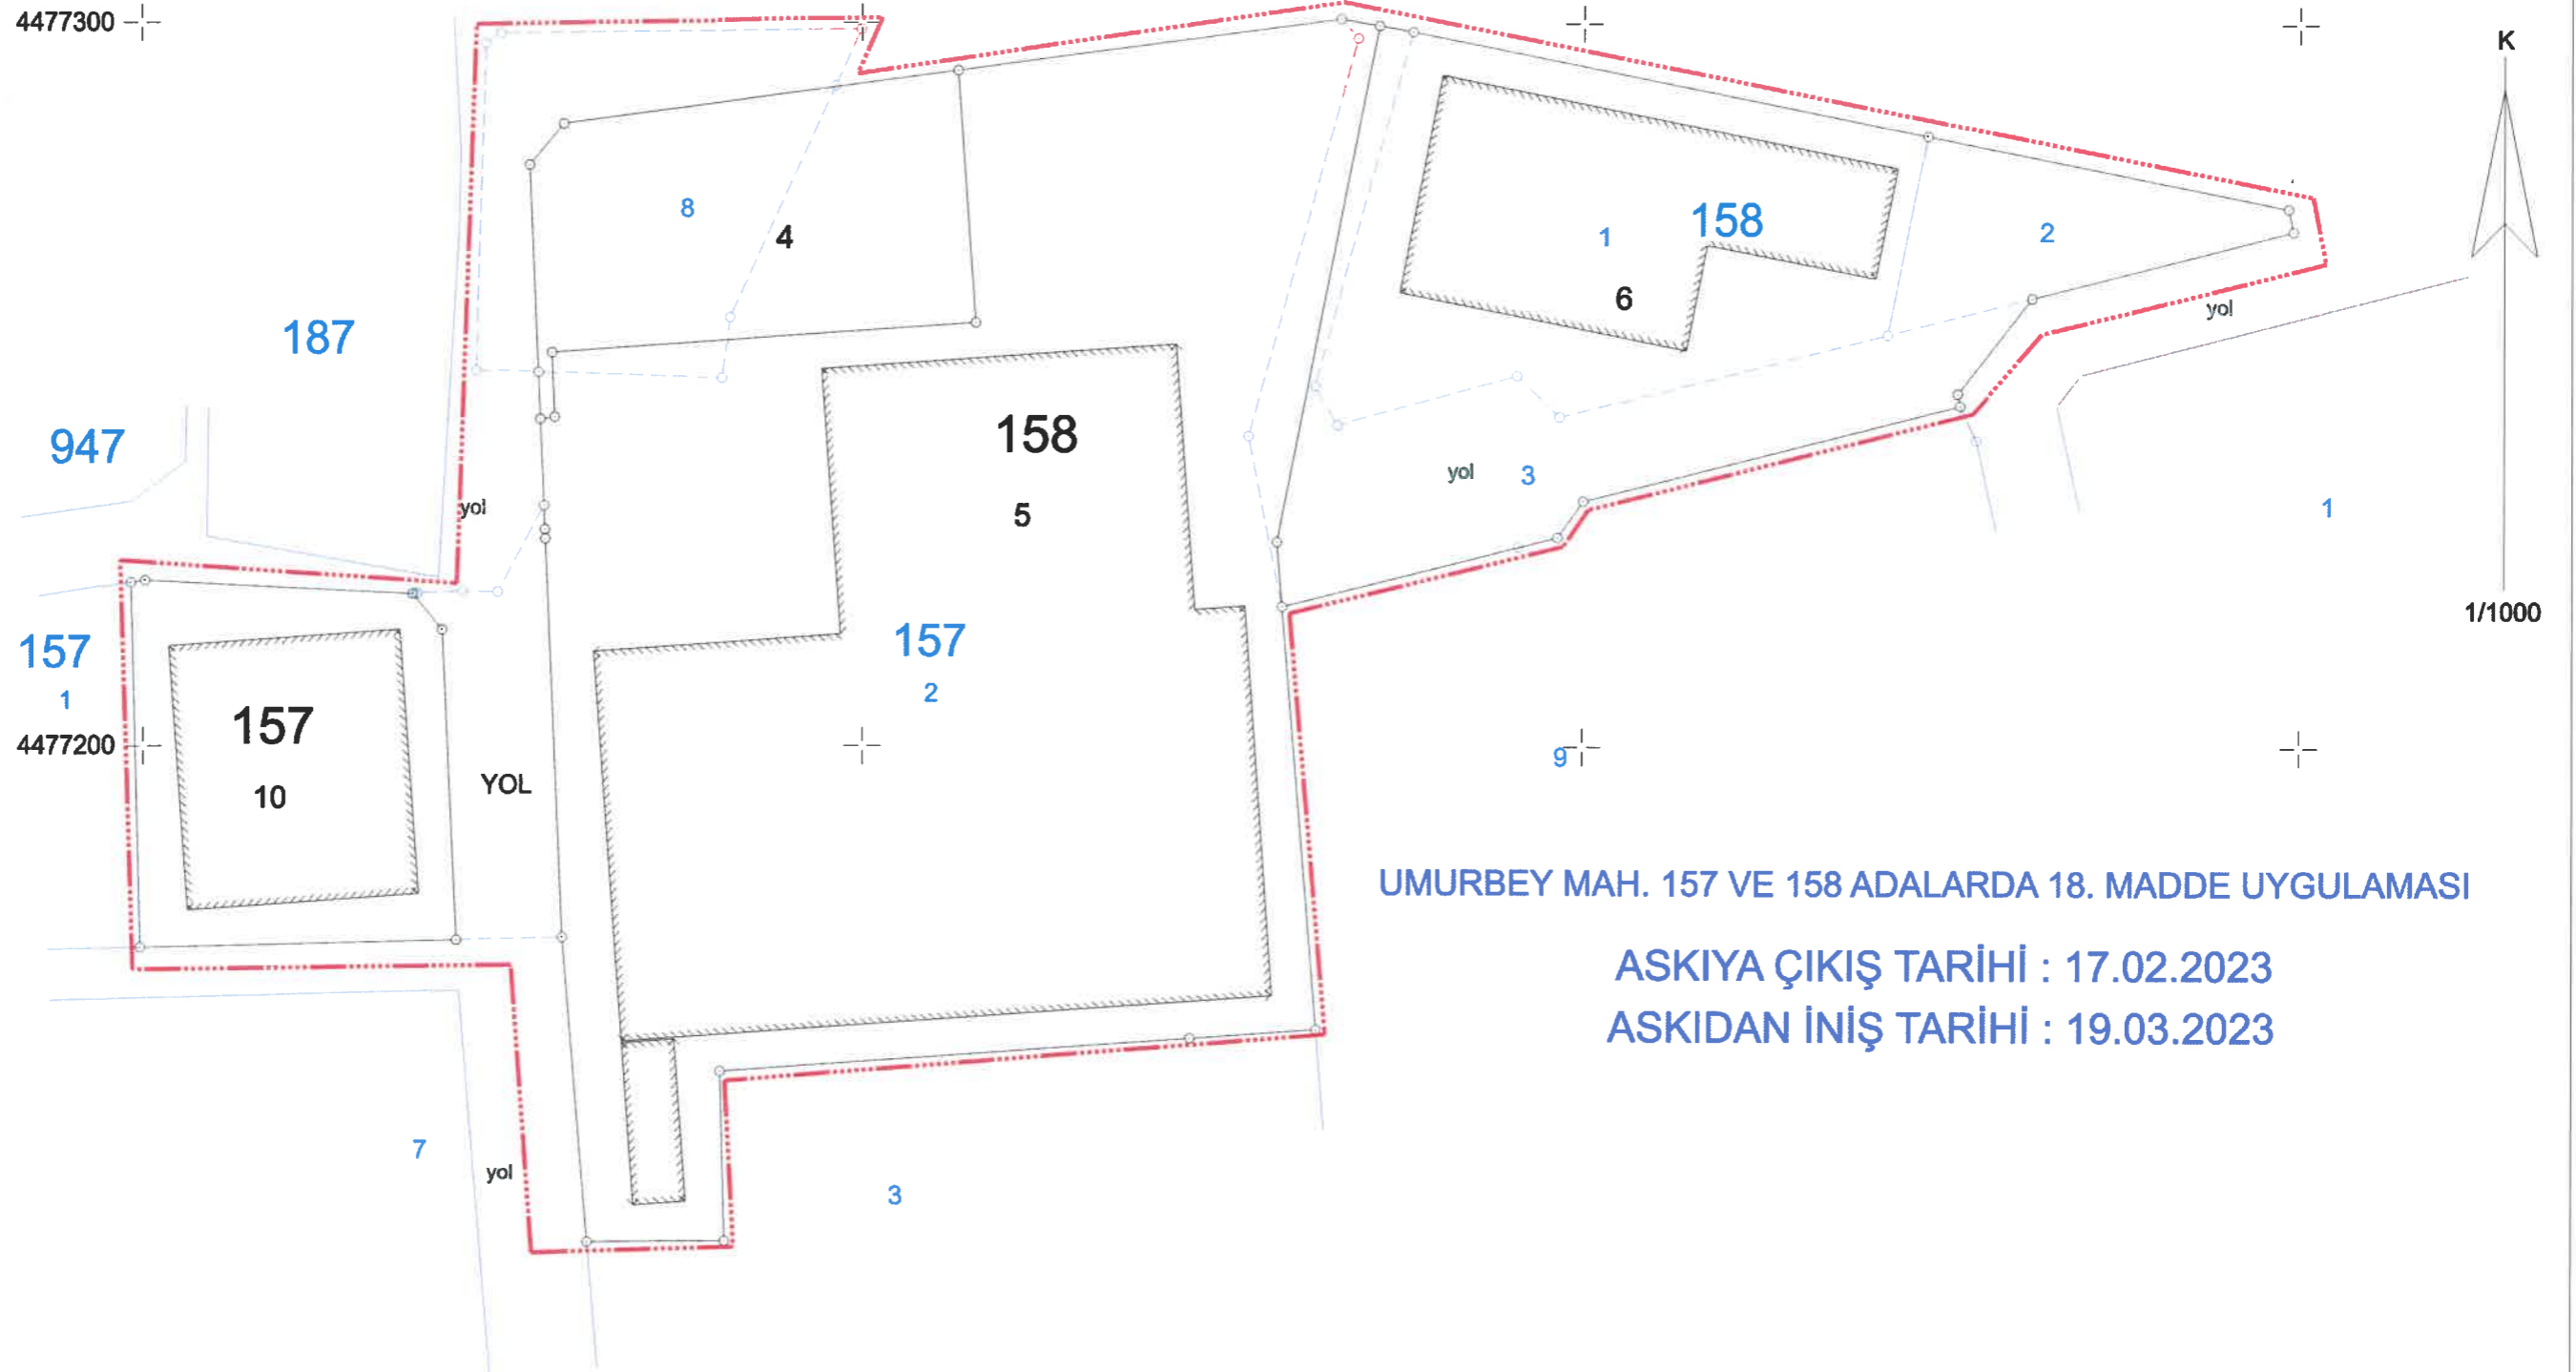 4477300
K
8
4
158
1
2
6
187
yol
947
158
5
yol
3
yol
1
1/1000
157
1
157
2
157
10
4477200
YOL
9
UMURBEY MAH. 157 VE 158 ADALARDA 18. MADDE UYGULAMASI
ASKIYA ÇIKIŞ TARİHİ : 17.02.2023
ASKIDAN İNİŞ TARİHİ : 19.03.2023
7
yol
3